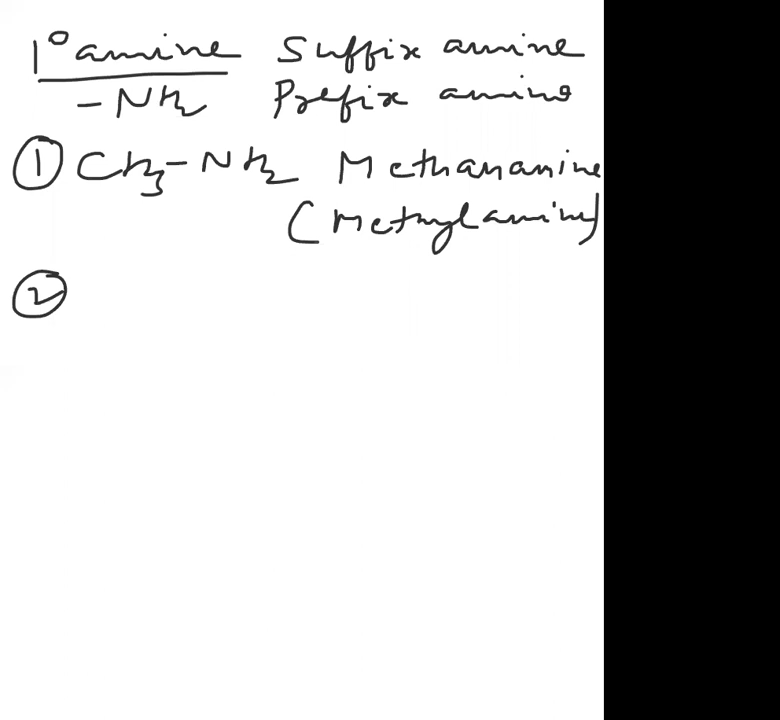 1° amine Suffix amine
-NH₂ Prefix amino
① CH₃-NH₂ Methanamine
(Methylamine)
②